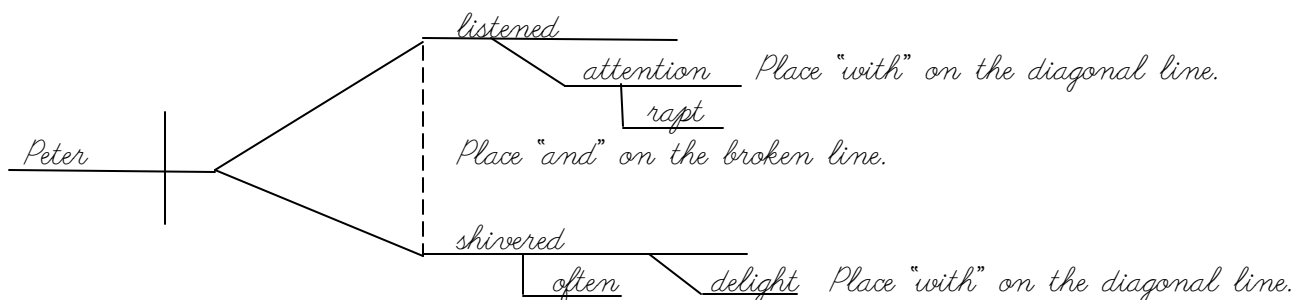 listened
attention Place "with" on the diagonal line.
rapt
Peter Place "and" on the broken line.
shivered
often delight Place "with" on the diagonal line.